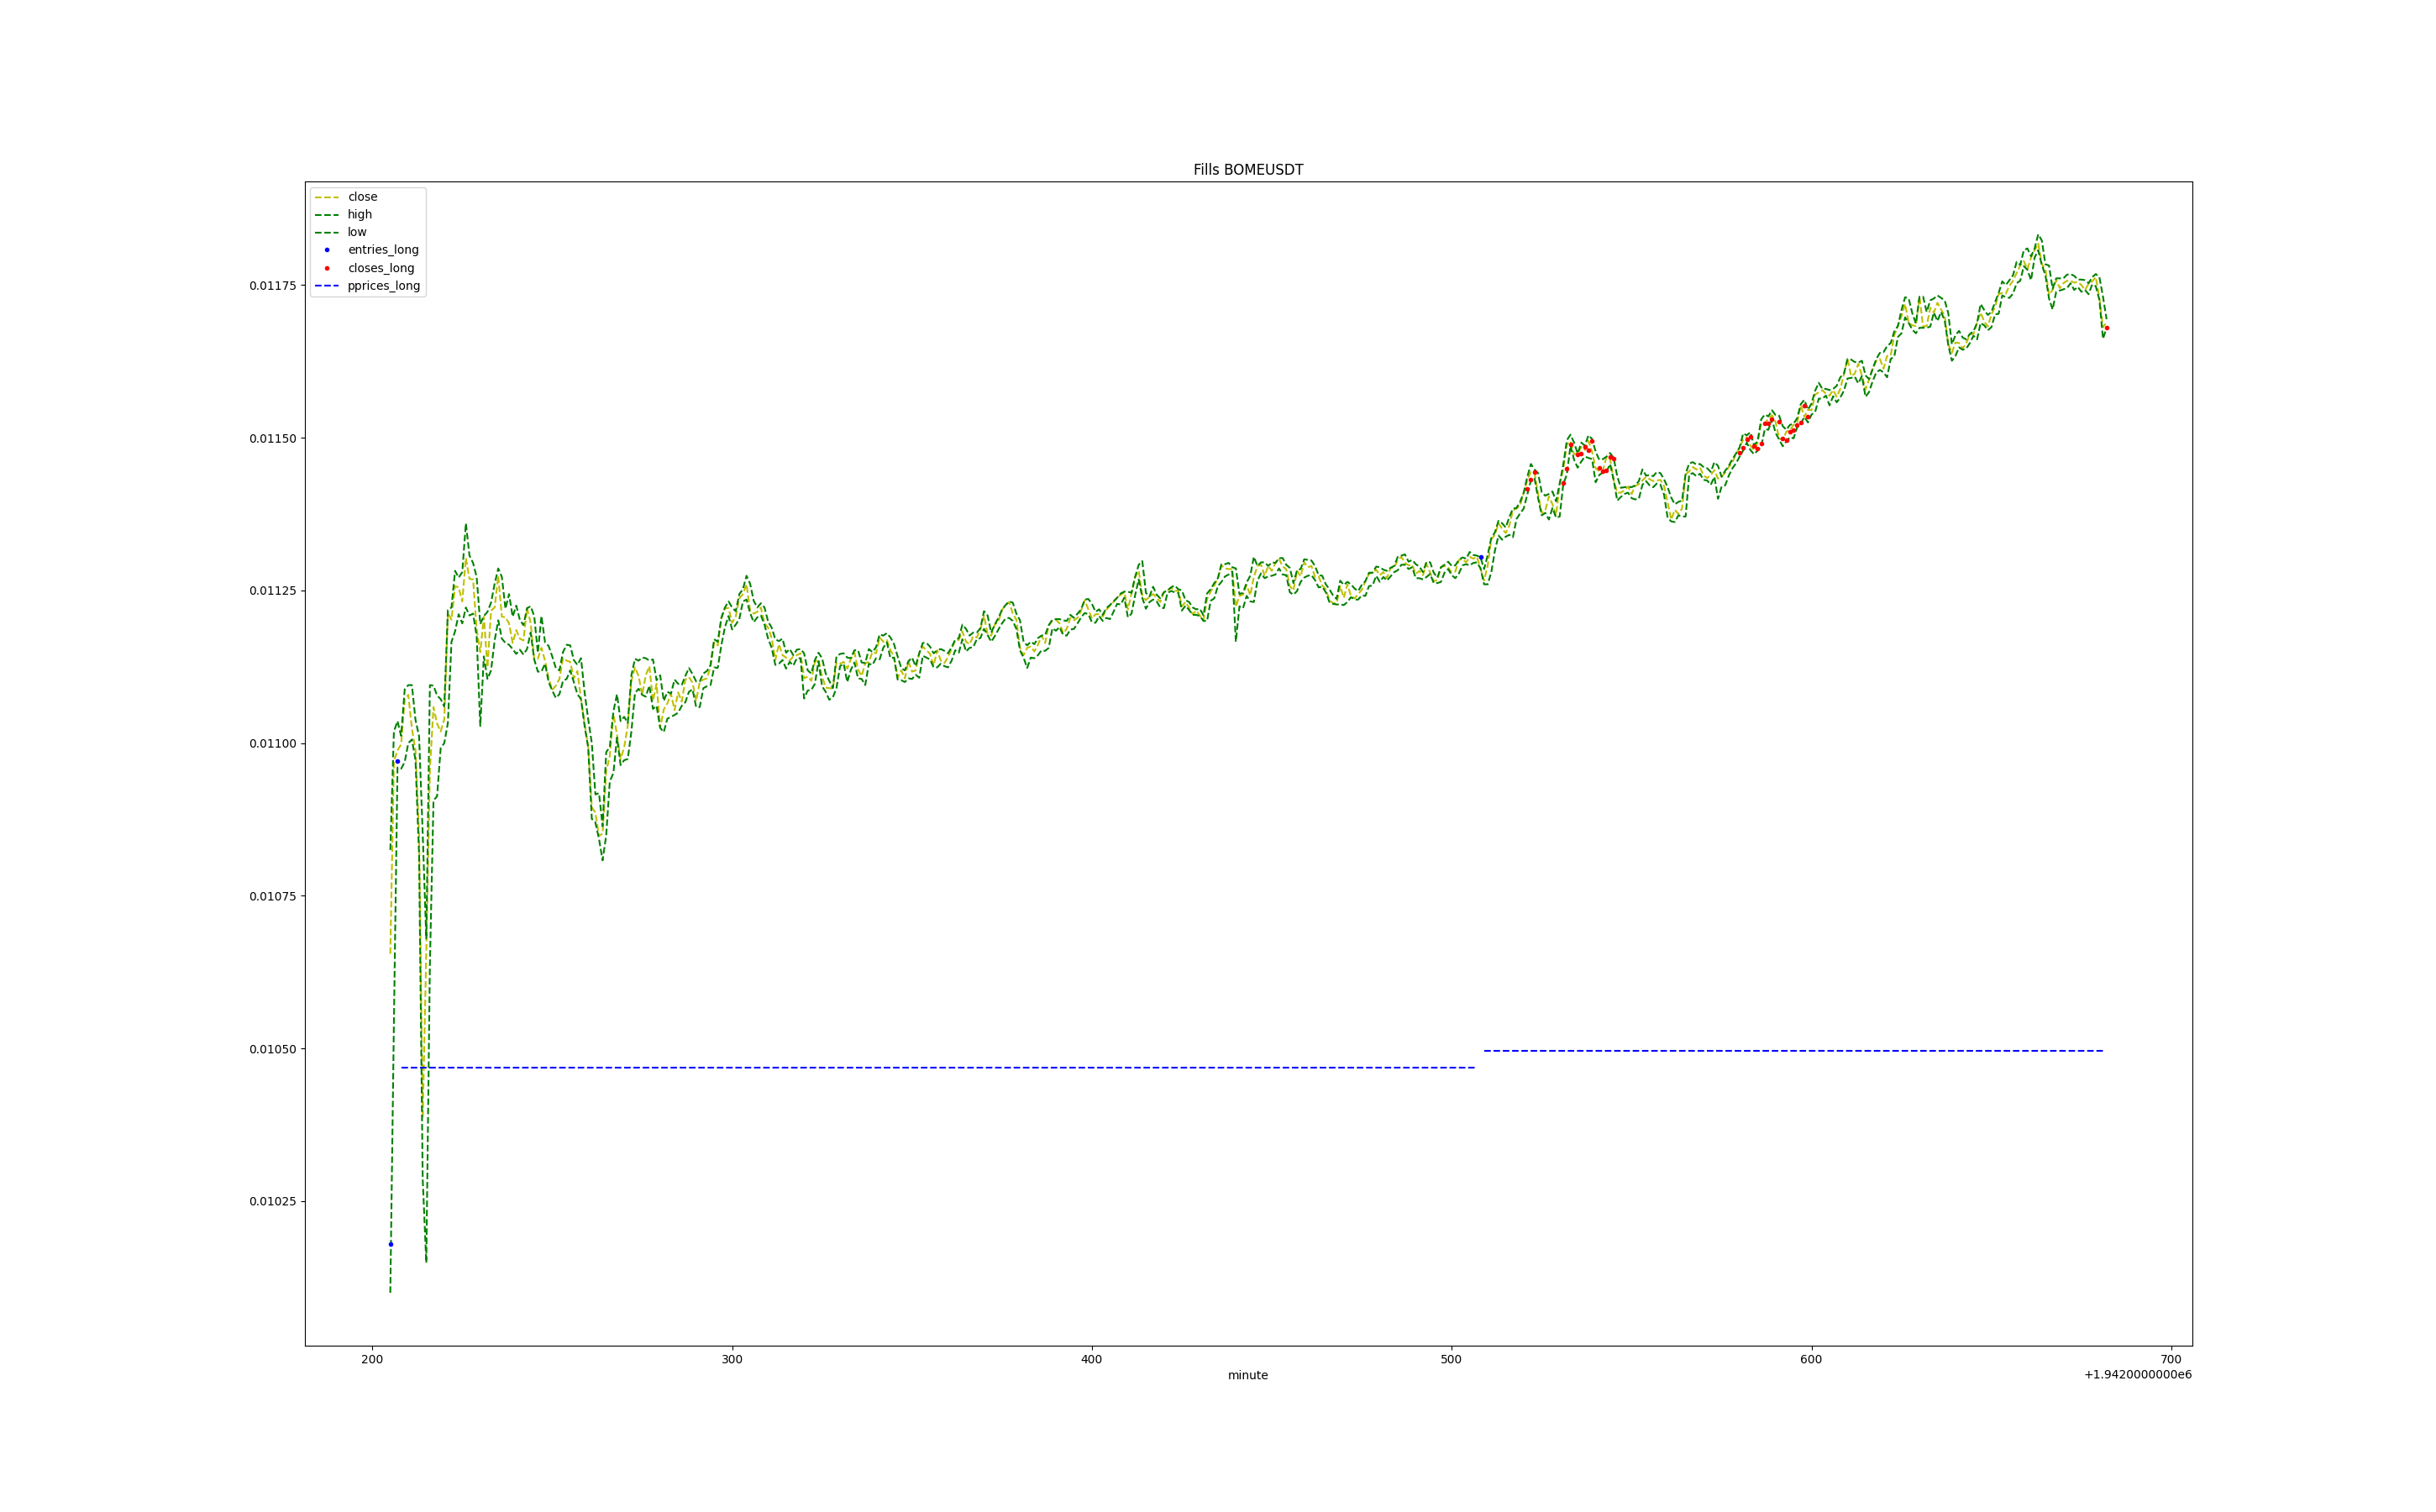 Fills BOMEUSDT
close
high
low
entries_long
closes_long
pprices_long
0.01175
0.01150
0.01125
0.01100
0.01075
0.01050
0.01025
200 300 400 500 600 700
minute
+1.9420000000e6